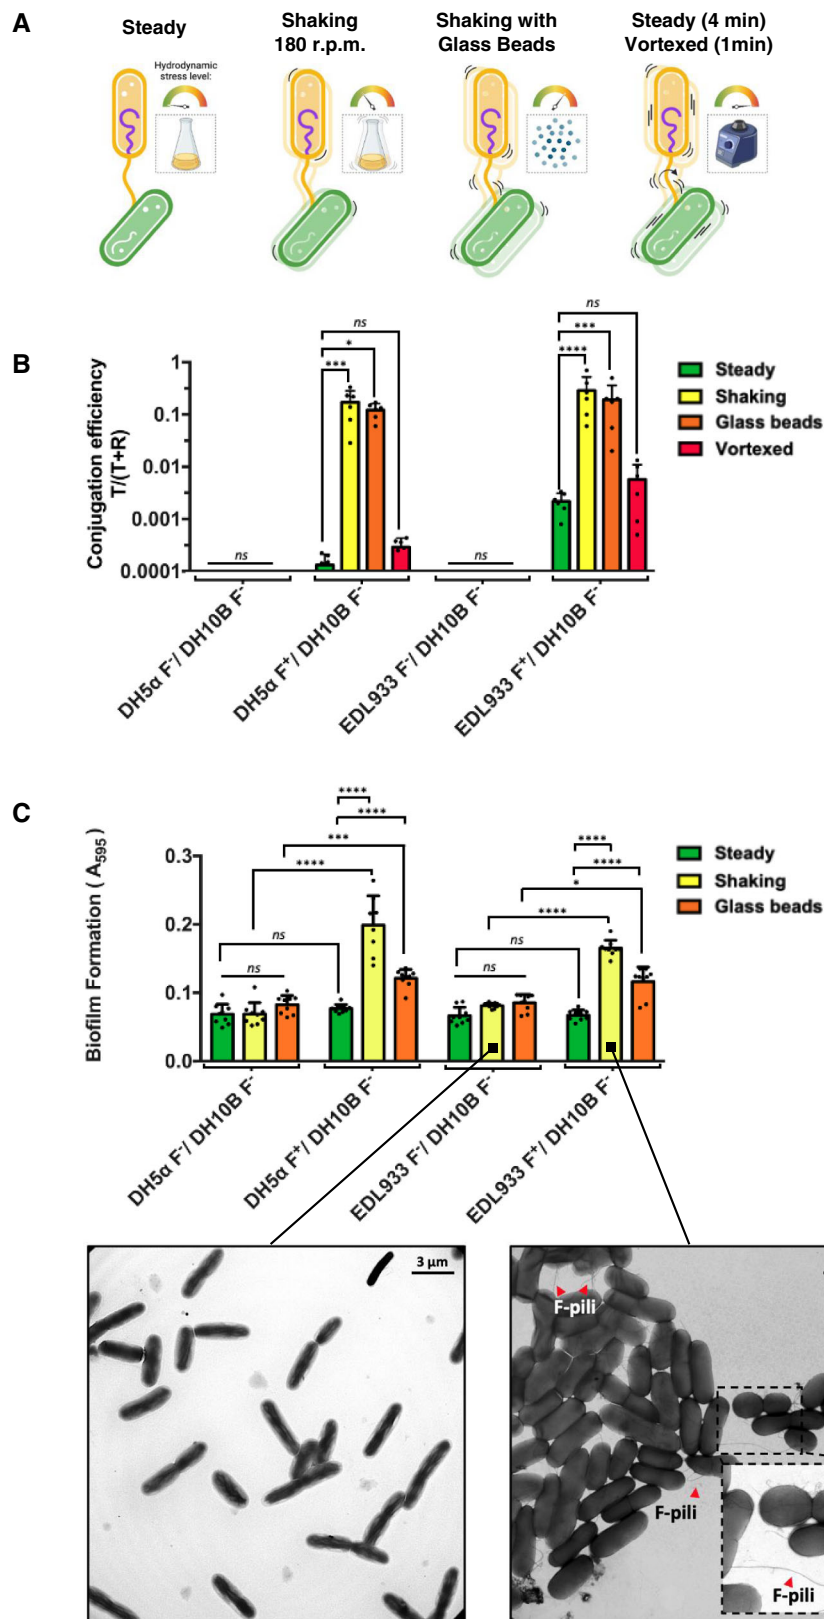 A
Steady
Shaking
180 r.p.m.
Shaking with
Glass Beads
Steady (4 min)
Vortexed (1min)
Hydrodynamic
stress level:
B
Conjugation efficiency
T/(T+R)
1
0.1
0.01
0.001
0.0001
ns
***
*
ns
ns
****
***
ns
Steady
Shaking
Glass beads
Vortexed
DH5α F-/ DH10B F-
DH5α F+/ DH10B F-
EDL933 F-/ DH10B F-
EDL933 F+/ DH10B F-
C
Biofilm Formation ( A595)
0.3
0.2
0.1
0.0
ns
ns
****
***
****
****
ns
ns
****
*
****
****
Steady
Shaking
Glass beads
DH5α F-/ DH10B F-
DH5α F+/ DH10B F-
EDL933 F-/ DH10B F-
EDL933 F+/ DH10B F-
3 μm
F-pili
F-pili
F-pili